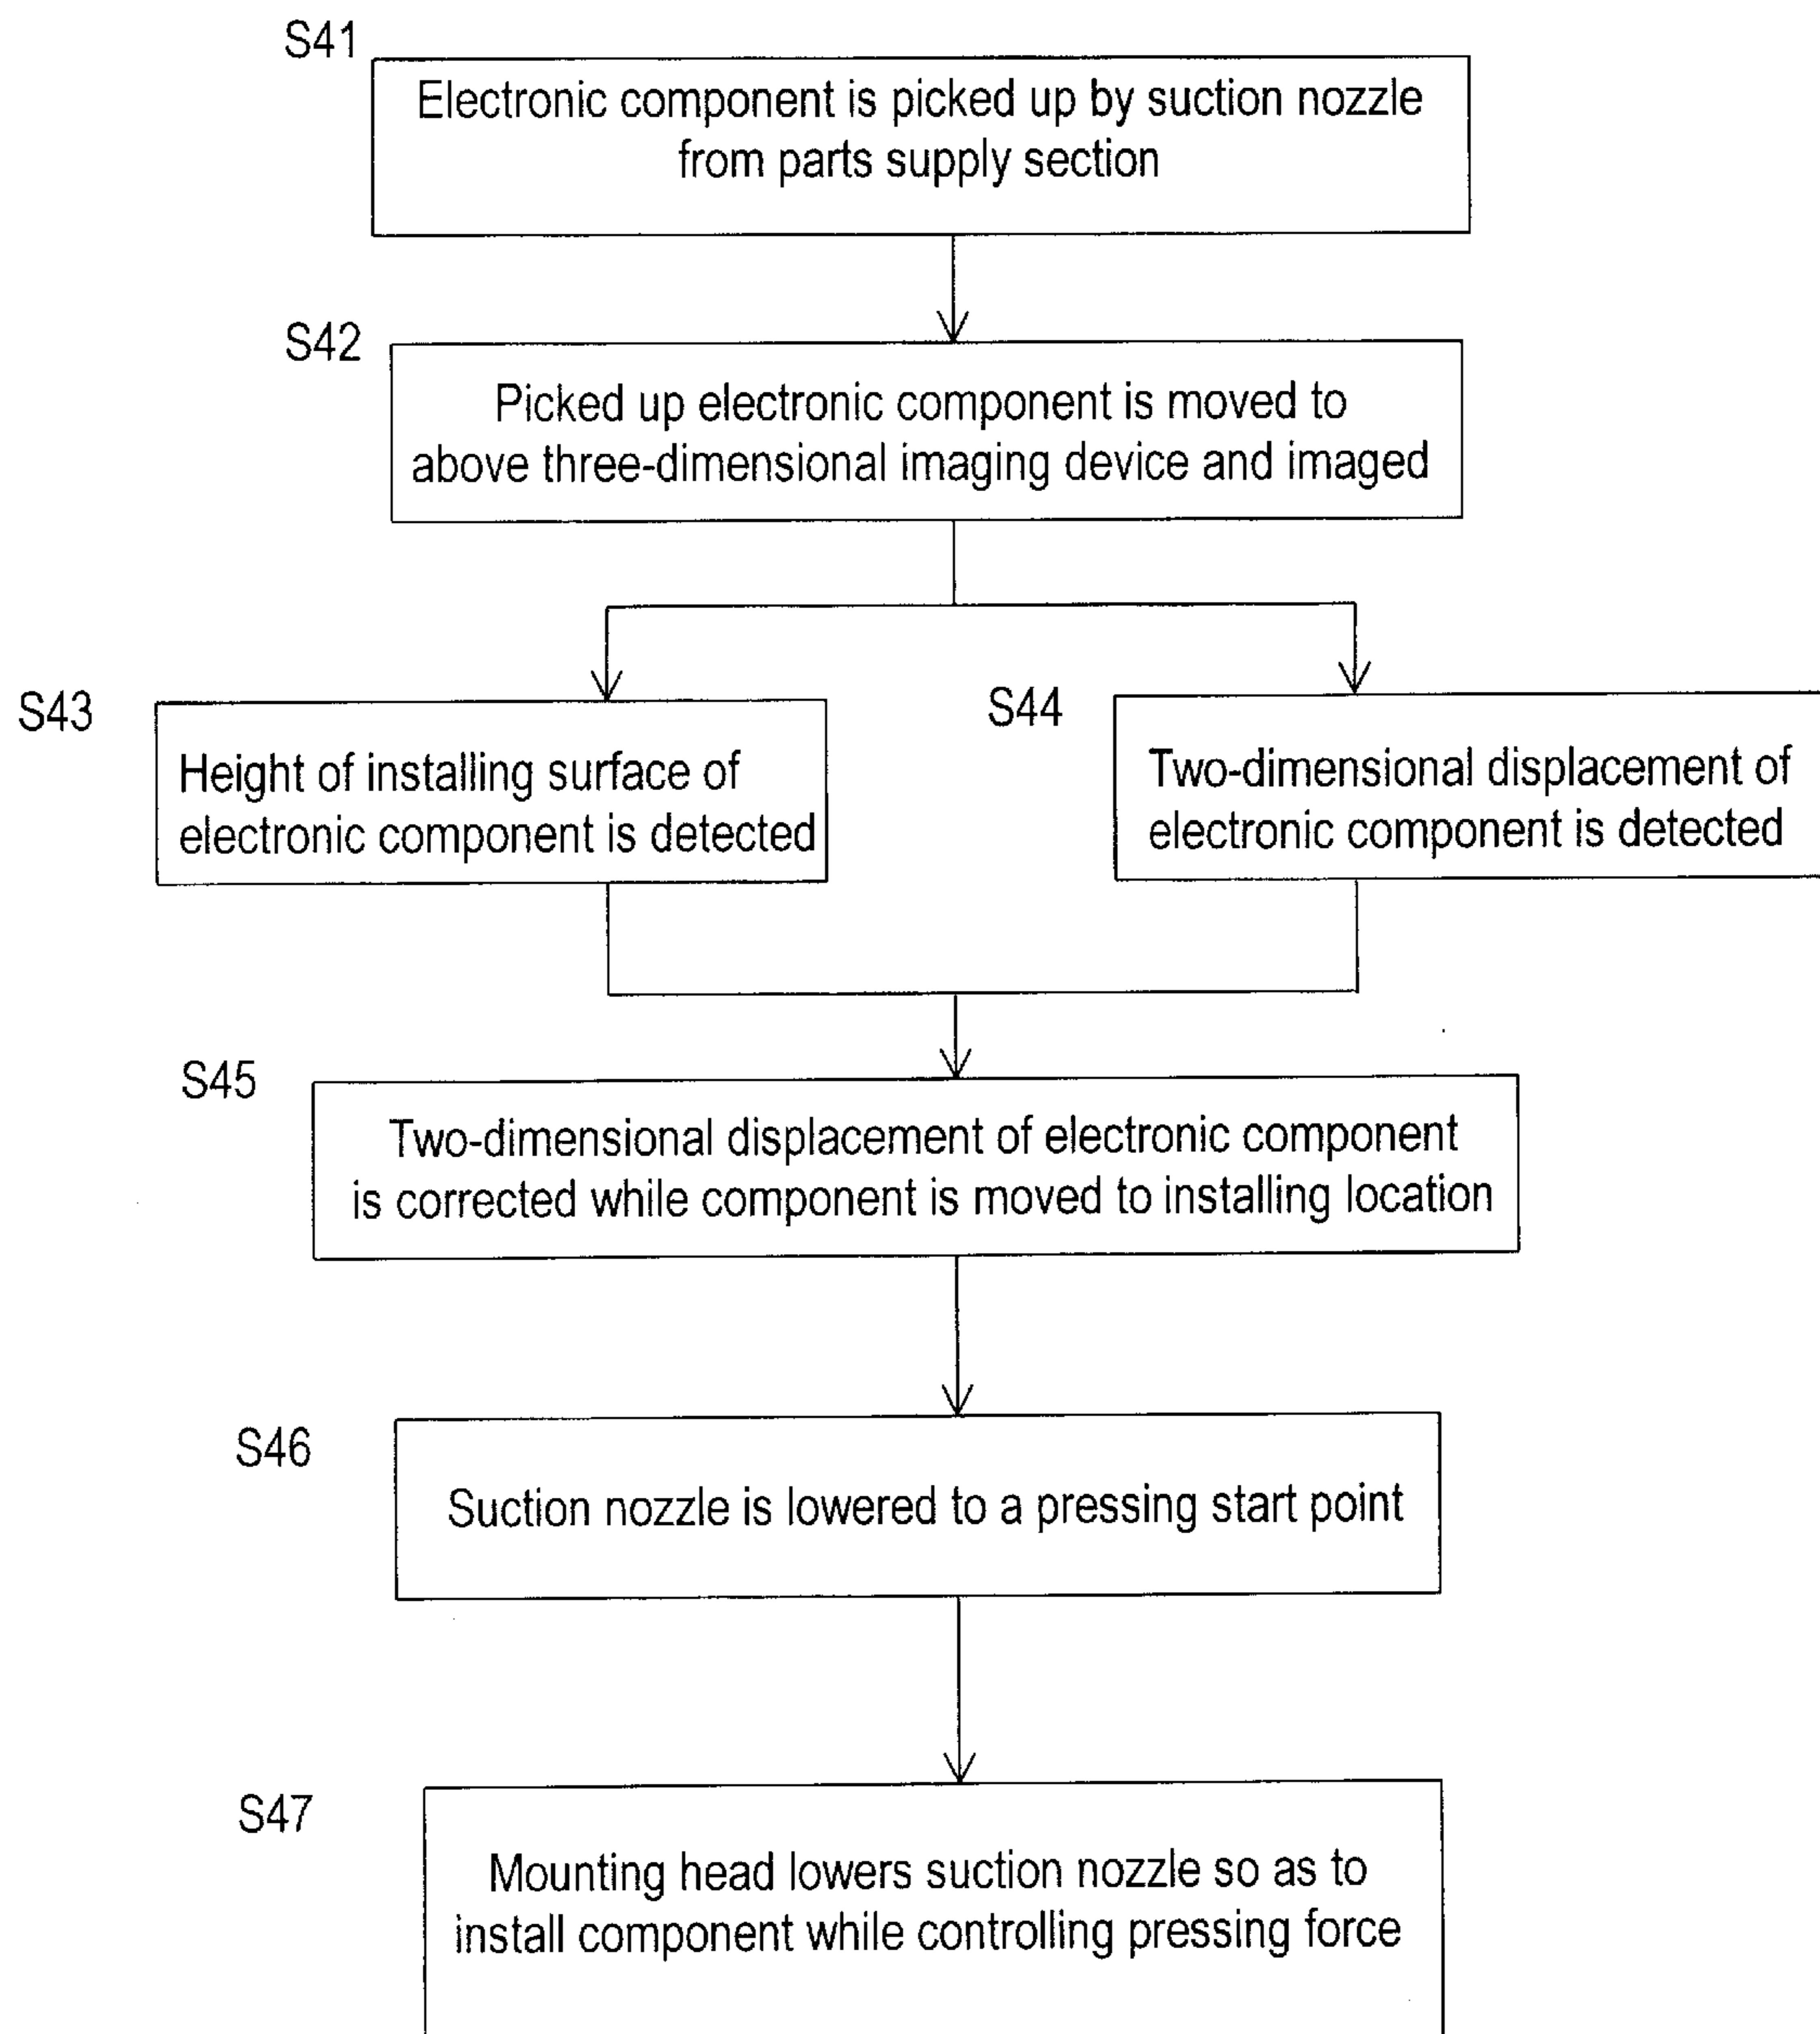 S41
Electronic component is picked up by suction nozzle
from parts supply section
S42
Picked up electronic component is moved to
above three-dimensional imaging device and imaged
S43
Height of installing surface of
electronic component is detected
S44
Two-dimensional displacement of
electronic component is detected
S45
Two-dimensional displacement of electronic component
is corrected while component is moved to installing location
S46
Suction nozzle is lowered to a pressing start point
S47
Mounting head lowers suction nozzle so as to
install component while controlling pressing force